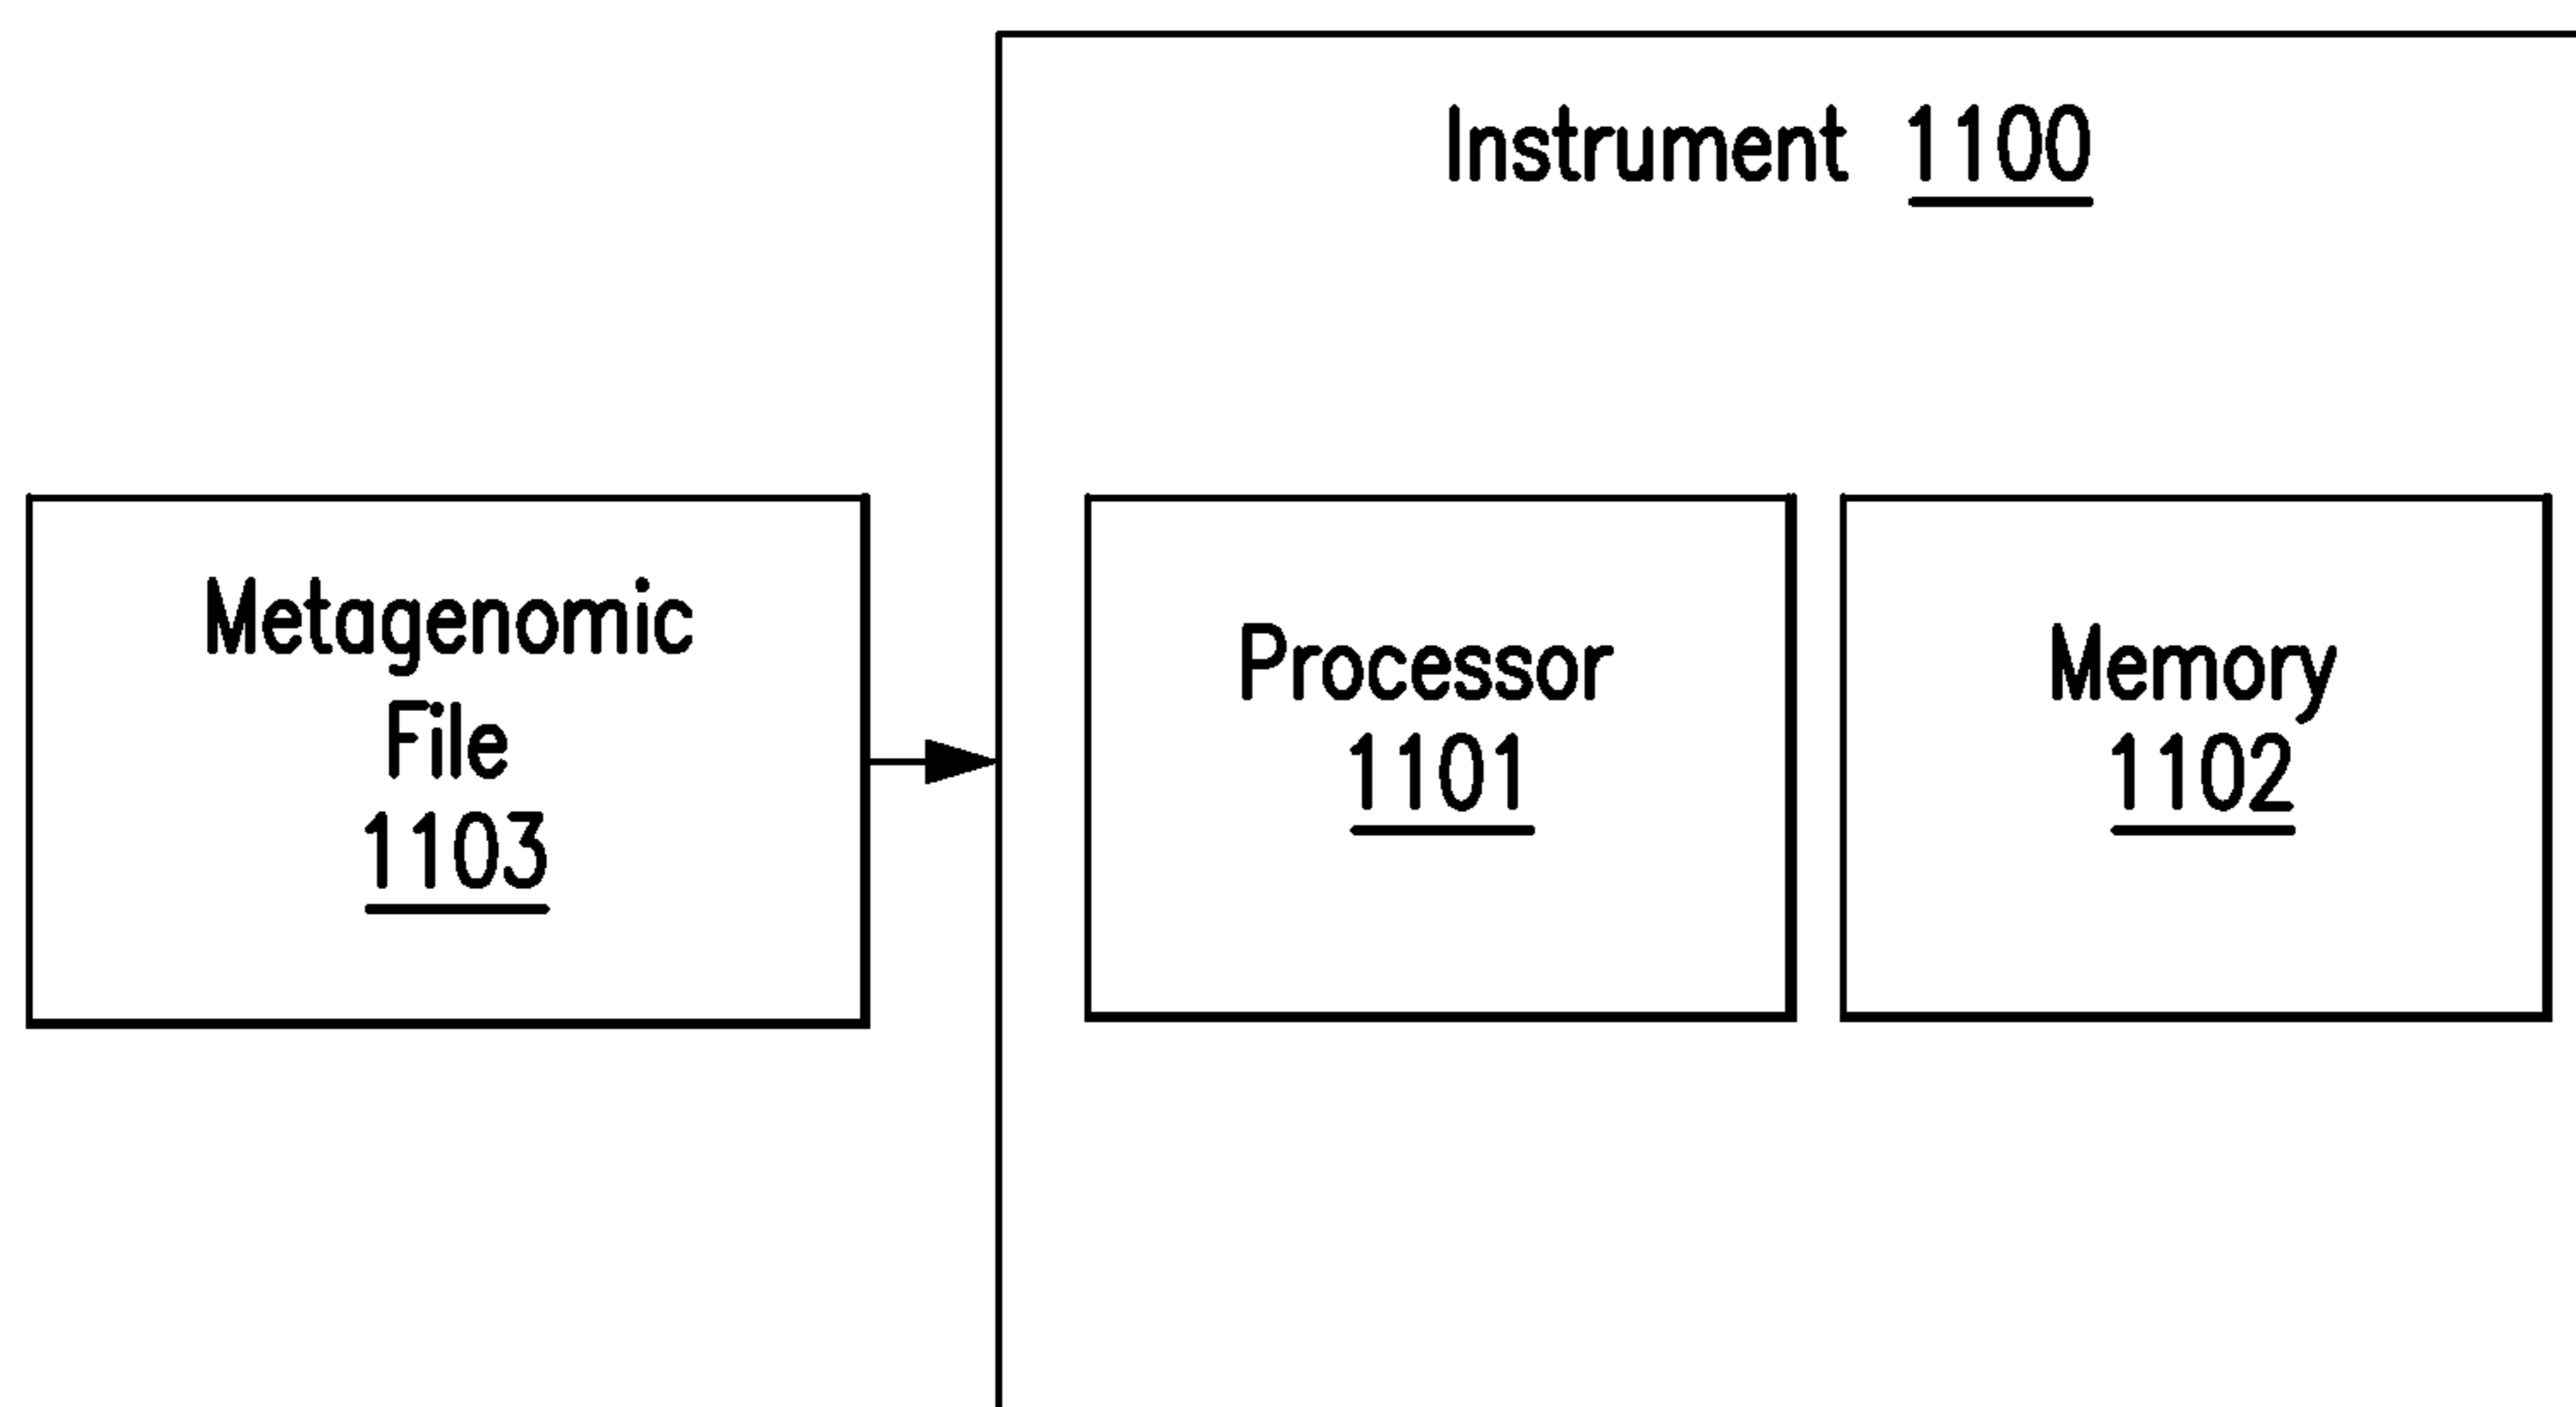 Instrument 1100
Metagenomic
File
1103
Processor
1101
Memory
1102